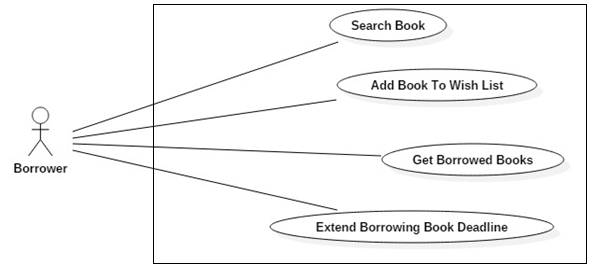 Search Book
Add Book To Wish List
Borrower
Get Borrowed Books
Extend Borrowing Book Deadline